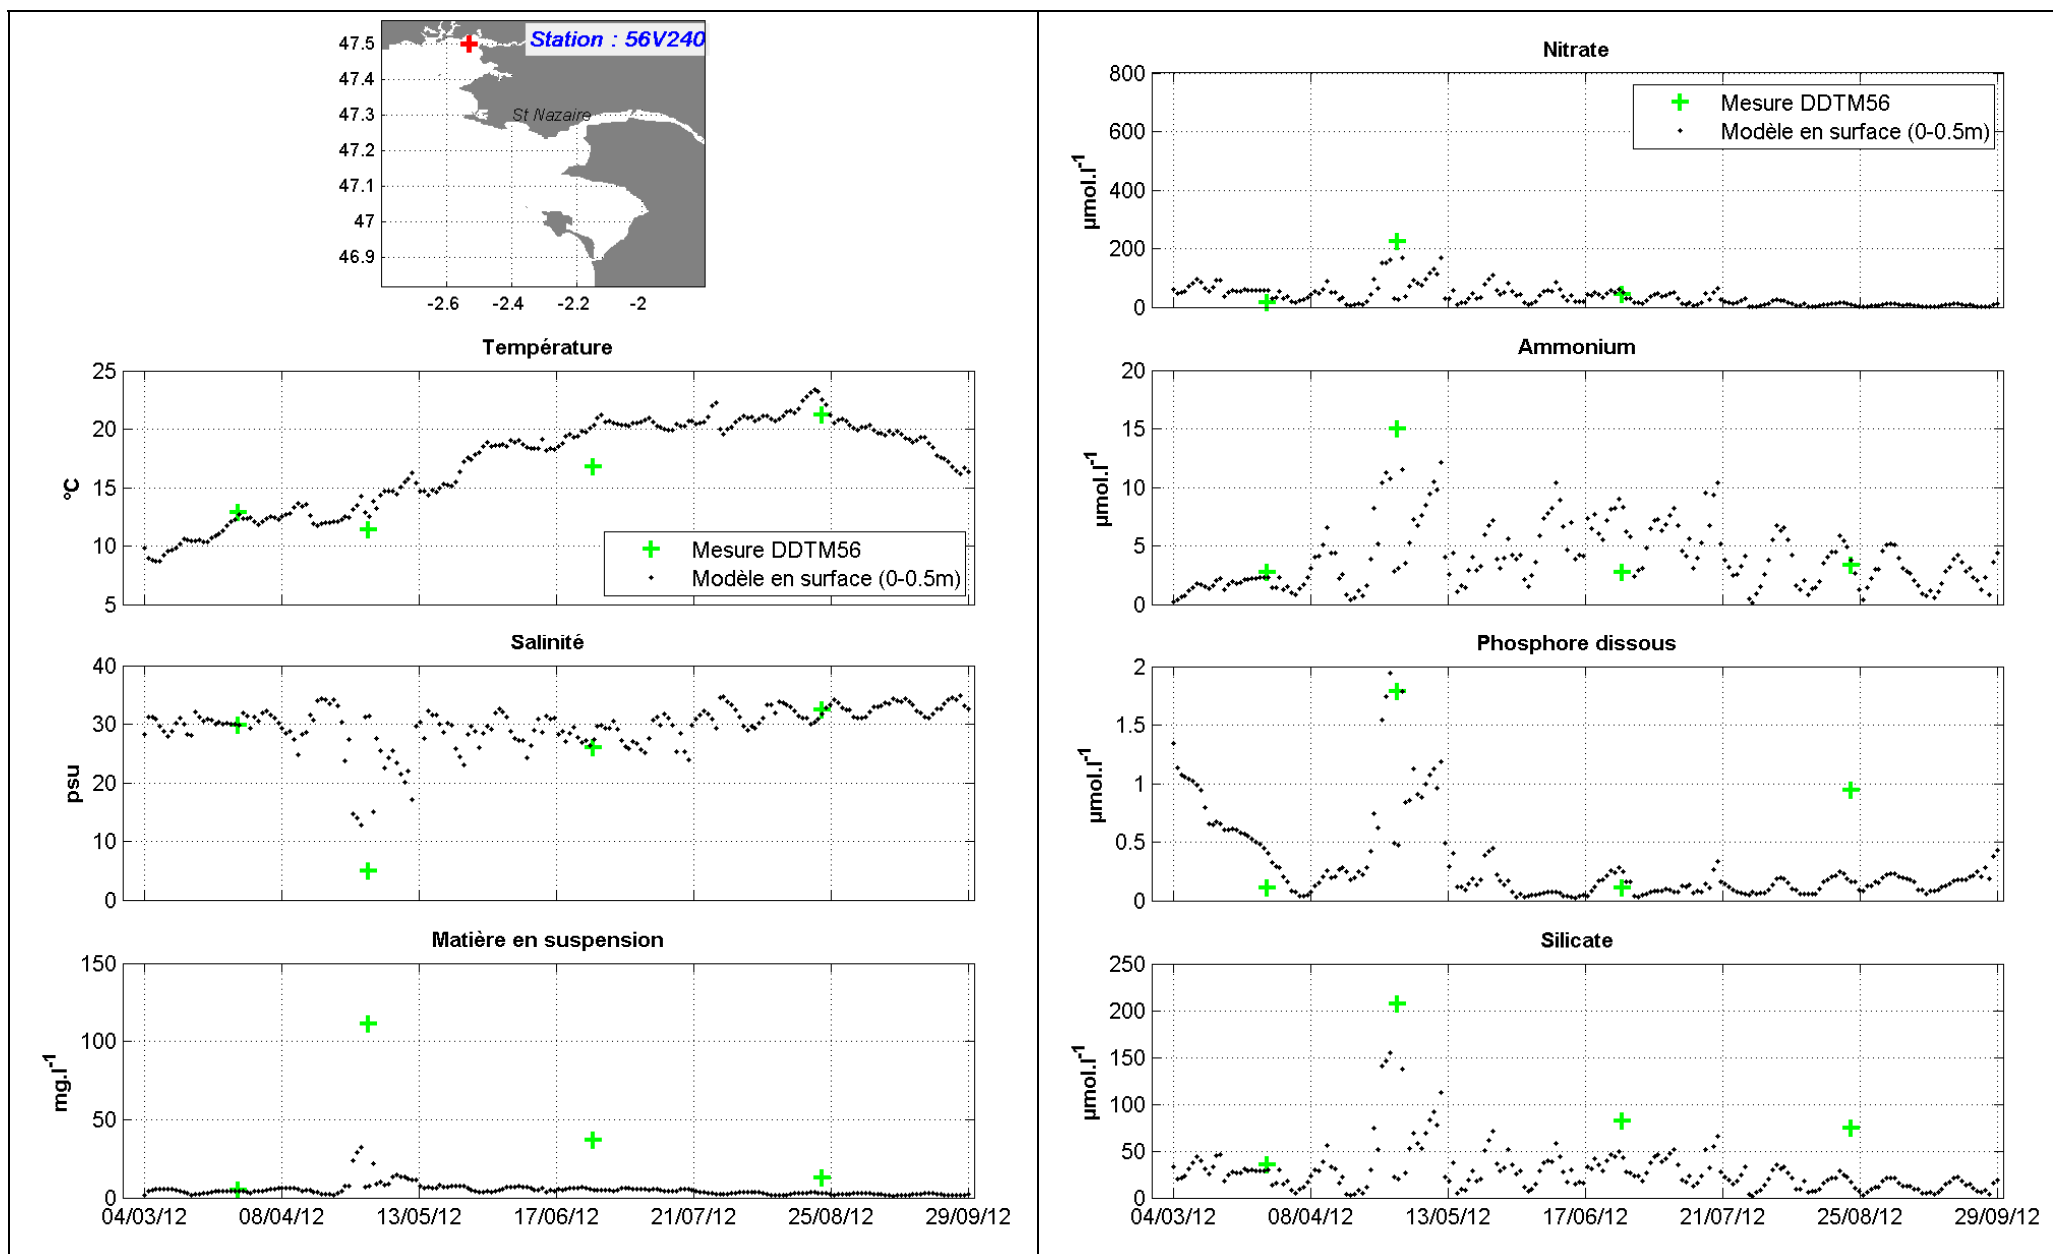 Station : 56V240
47.5
47.4
47.3
47.2
47.1
47
46.9
St Nazaire
-2.6 -2.4 -2.2 -2
Température
25
20
15
10
5
°C
Mesure DDTM56
Modèle en surface (0-0.5m)
Salinité
40
30
20
10
0
psu
Matière en suspension
150
100
50
0
mg.l-1
04/03/12 08/04/12 13/05/12 17/06/12 21/07/12 25/08/12 29/09/12
Nitrate
800
600
400
200
0
µmol.l-1
Mesure DDTM56
Modèle en surface (0-0.5m)
Ammonium
20
15
10
5
0
µmol.l-1
Phosphore dissous
2
1.5
1
0.5
0
µmol.l-1
Silicate
250
200
150
100
50
0
µmol.l-1
04/03/12 08/04/12 13/05/12 17/06/12 21/07/12 25/08/12 29/09/12